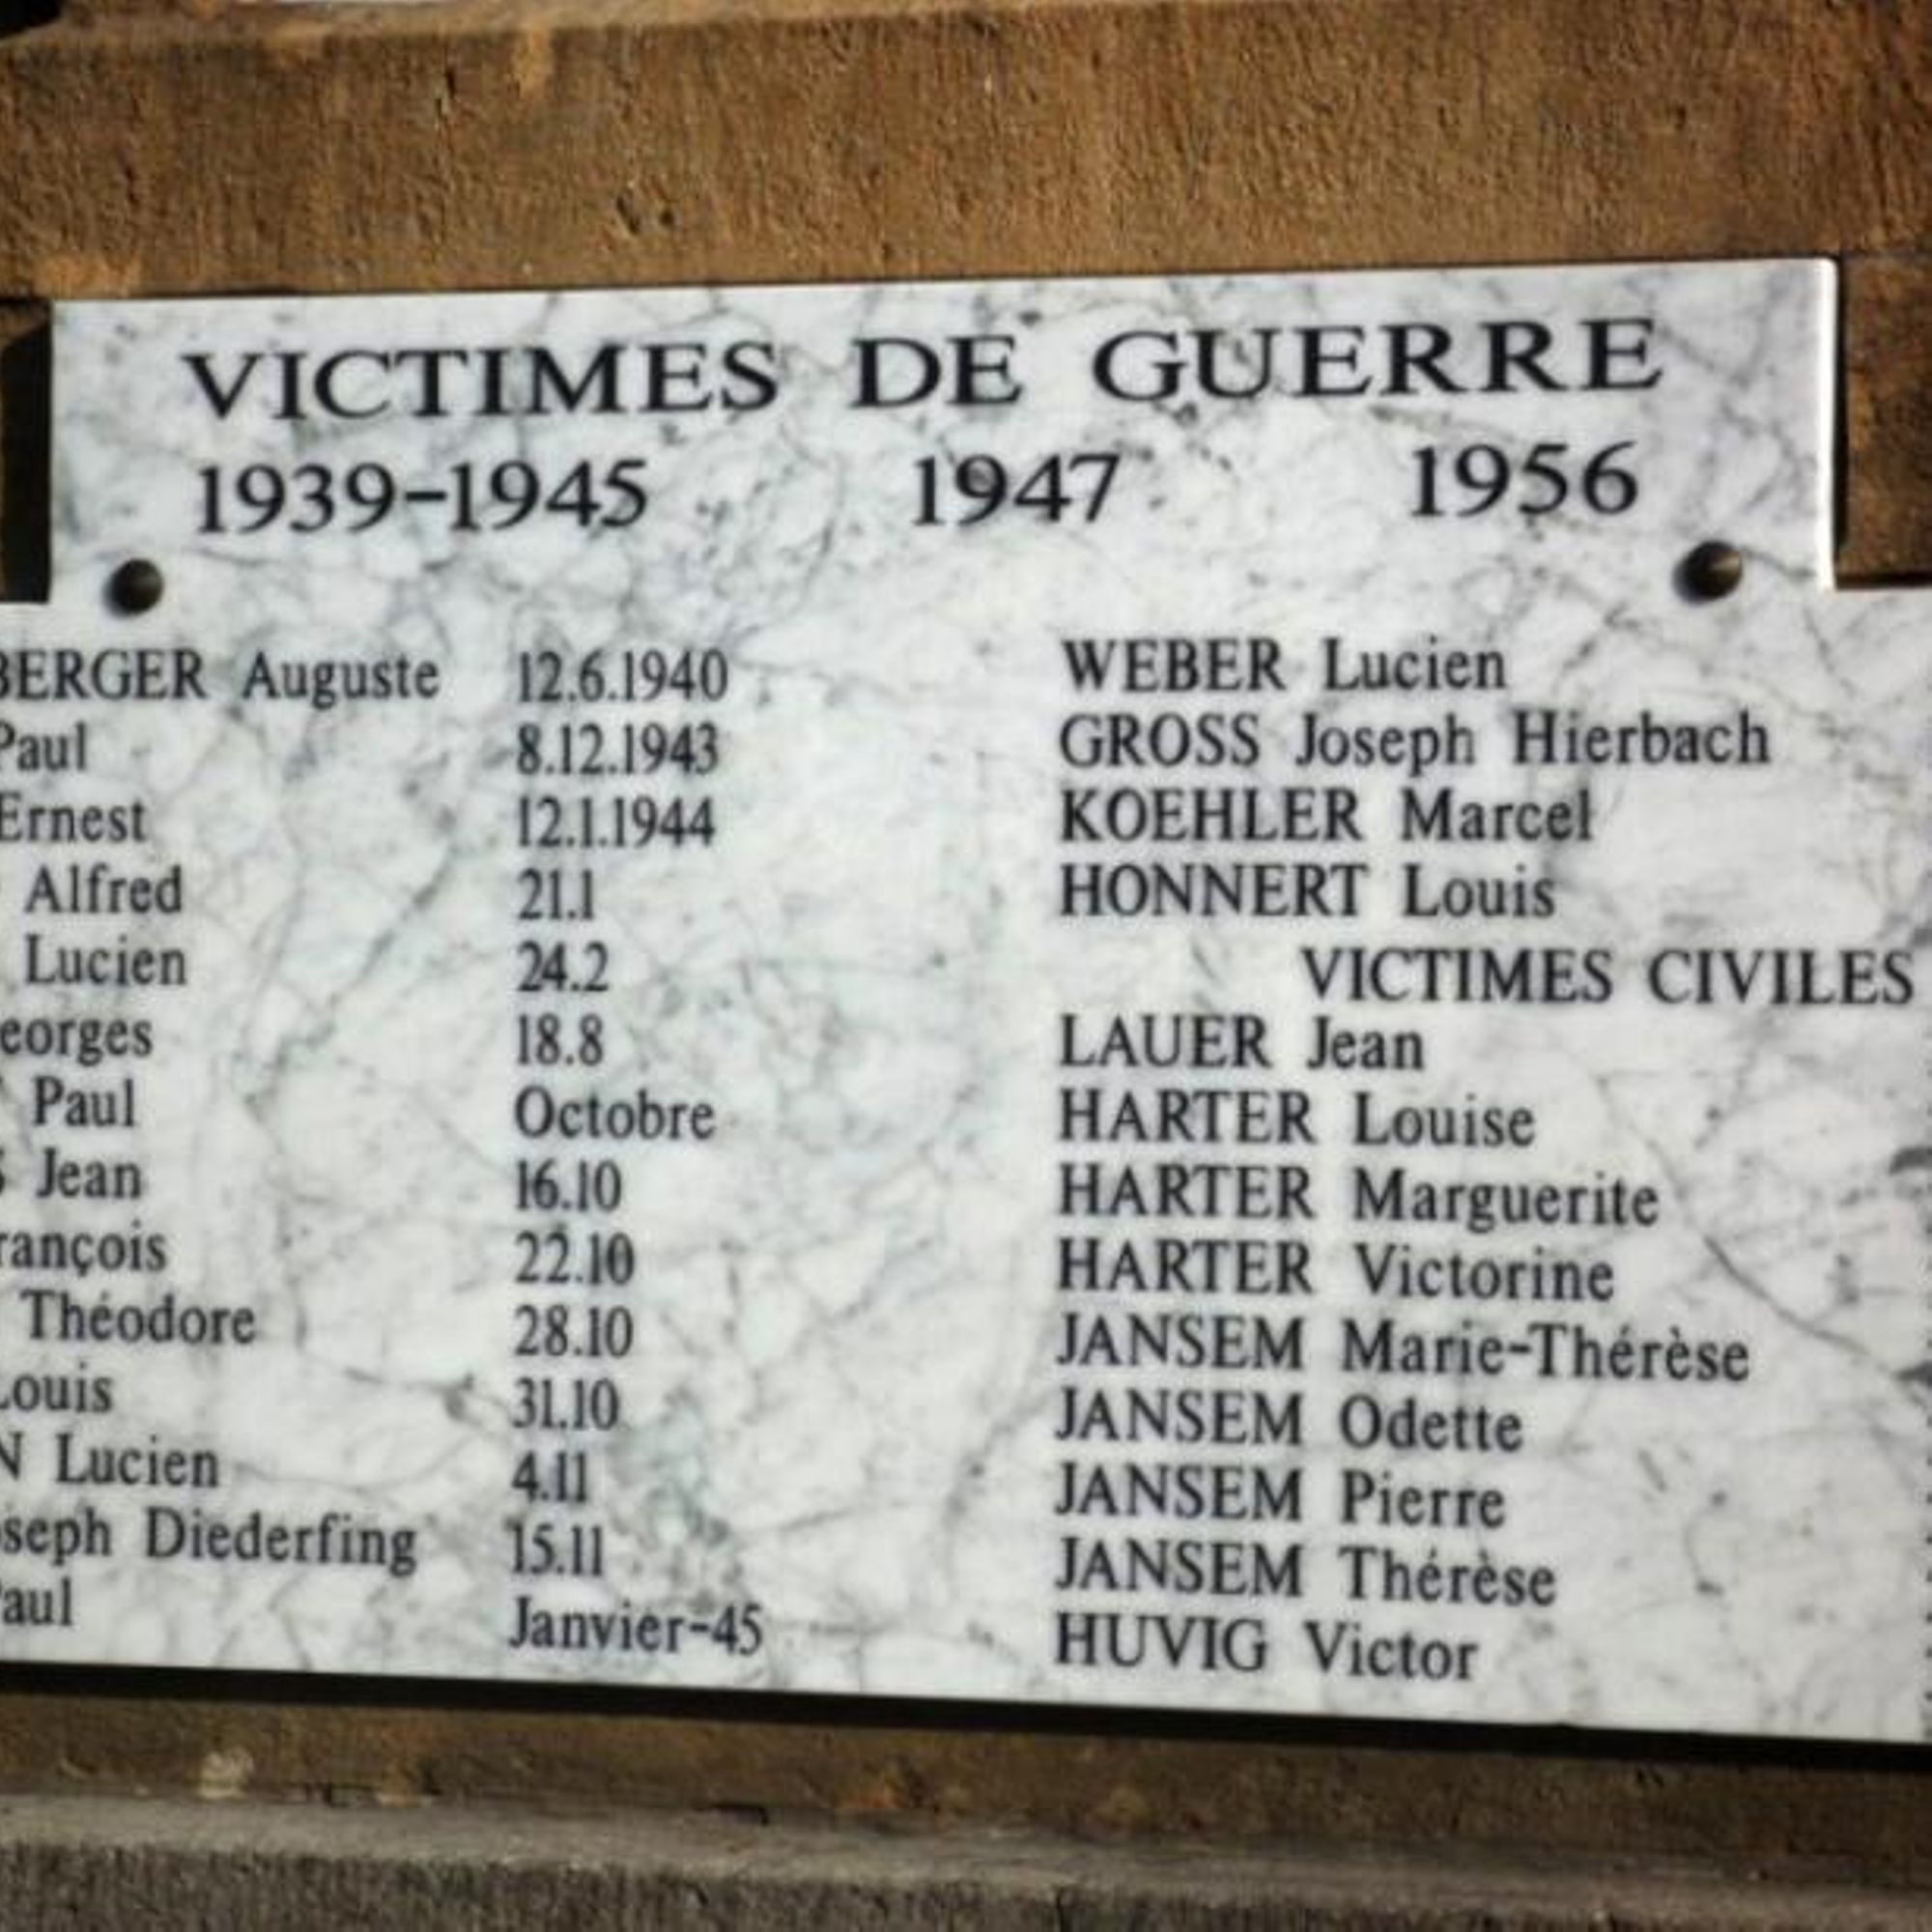 VICTIMES DE GUERRE
1939-1945 1947 1956
BERGER Auguste 12.6.1940
Paul 8.12.1943
Ernest 12.1.1944
Alfred 21.1
Lucien 24.2
eorges 18.8
Paul Octobre
Jean 16.10
rançois 22.10
Théodore 28.10
Louis 31.10
N Lucien 4.11
oseph Diederfing 15.11
aul Janvier-45
WEBER Lucien
GROSS Joseph Hierbach
KOEHLER Marcel
HONNERT Louis
VICTIMES CIVILES
LAUER Jean
HARTER Louise
HARTER Marguerite
HARTER Victorine
JANSEM Marie-Thérèse
JANSEM Odette
JANSEM Pierre
JANSEM Thérèse
HUVIG Victor